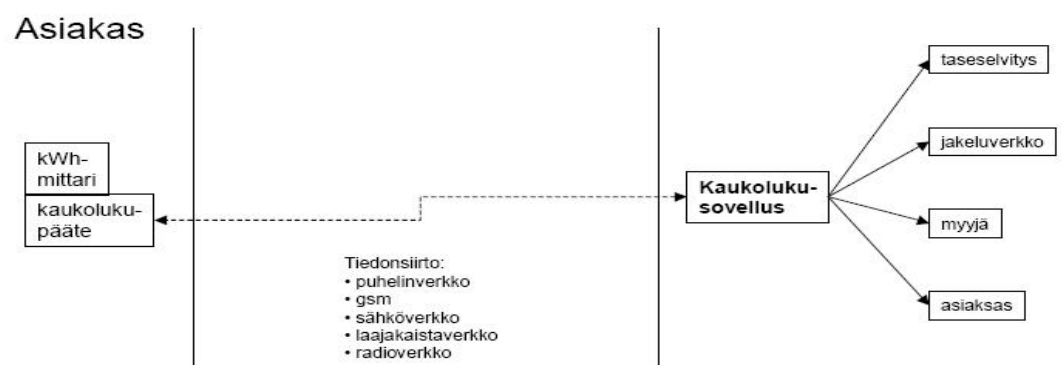 Asiakas
kWh-
mittari
kaukoluku-
pääte
Tiedonsiirto:
• puhelinverkko
• gsm
• sähköverkko
• laajakaistaverkko
• radioverkko
Kaukoluku-
sovellus
taseselvitys
jakeluverkko
myyjä
asiaksas